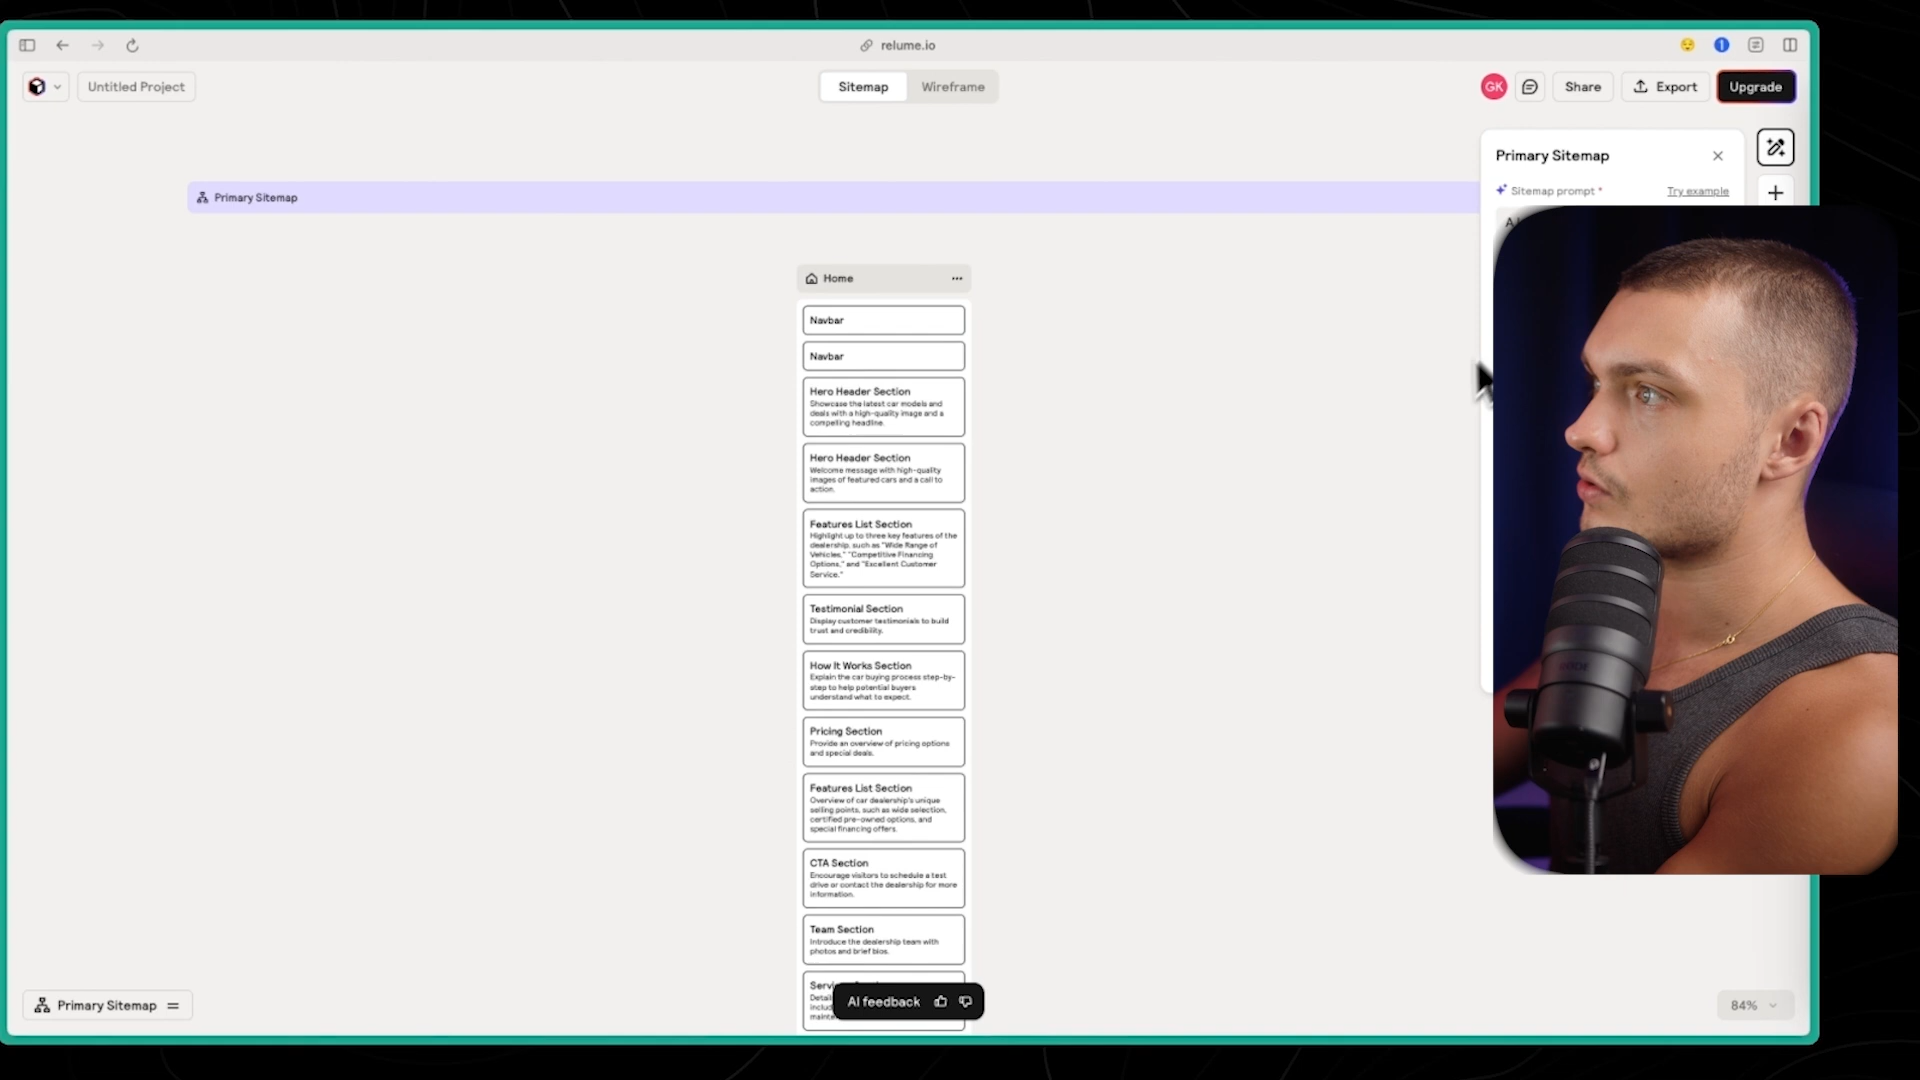 relume.io
Untitled Project
Sitemap
Wireframe
GK
Share
Export
Upgrade
Primary Sitemap
Primary Sitemap
Sitemap prompt *
Try example
Home
Navbar
Navbar
Hero Header Section
Showcase the latest car models and
deals with a high-quality image and a
compelling headline.
Hero Header Section
Welcome message with high-quality
images of featured cars and a call to
action.
Features List Section
Highlight up to three key features of the
dealership, such as "Wide Range of
Vehicles," "Competitive Financing
Options," and "Excellent Customer
Service."
Testimonial Section
Display customer testimonials to build
trust and credibility.
How It Works Section
Explain the car buying process step-by-
step to help potential buyers
understand what to expect.
Pricing Section
Provide an overview of pricing options
and special deals.
Features List Section
Overview of car dealership's unique
selling points, such as wide selection,
certified pre-owned options, and
special financing offers.
CTA Section
Encourage visitors to schedule a test
drive or contact the dealership for more
information.
Team Section
Introduce the dealership team with
photos and brief bios.
AI feedback
Primary Sitemap
84%